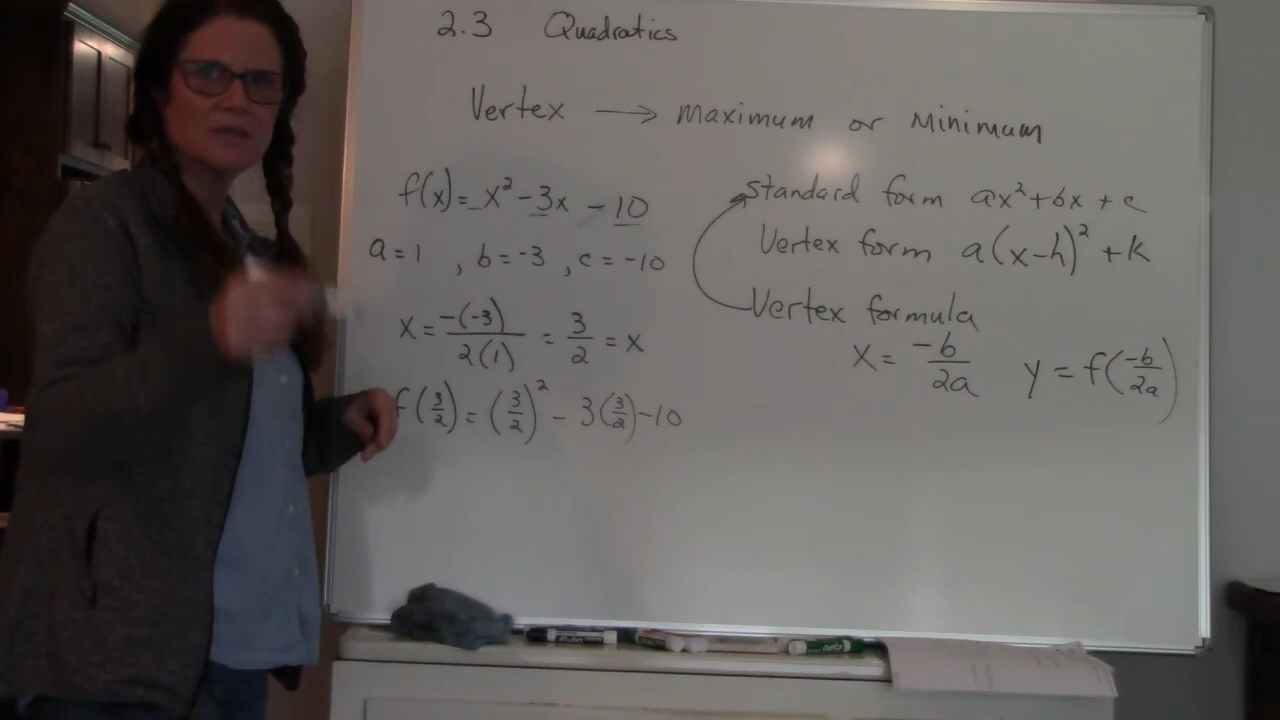 2.3 Quadratics
Vertex → Maximum or Minimum
f(x) = x² - 3x - 10
a = 1 , b = -3 , c = -10
x = -(-3)/2(1) = 3/2 = x
f(3/2) = (3/2)² - 3(3/2) - 10
Standard form ax² + bx + c
Vertex form a(x-h)² + k
Vertex formula
x = -b/2a y = f(-b/2a)
EXPO